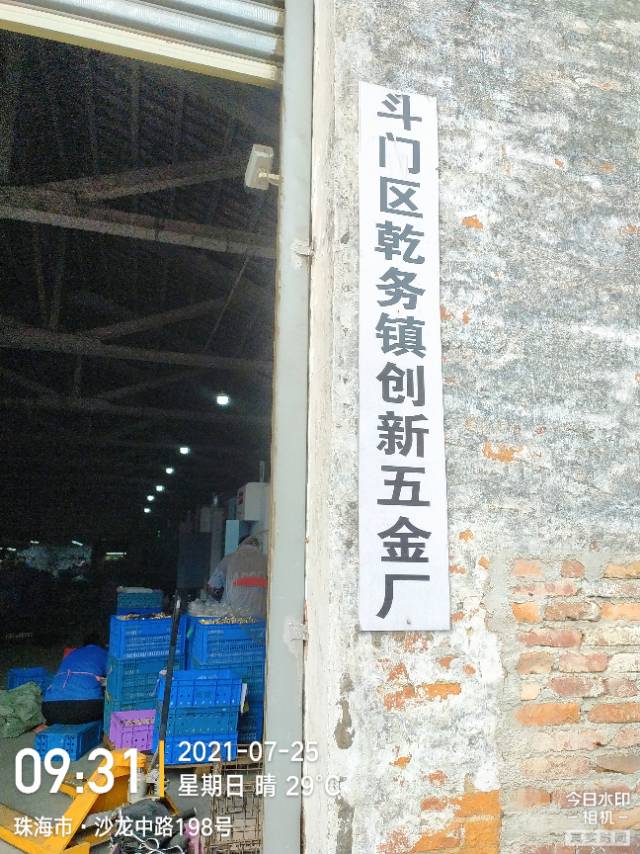 斗门区乾务镇创新五金厂
09:31
2021-07-25
星期日 晴 29℃
珠海市·沙龙中路198号
今日水印
-相机-